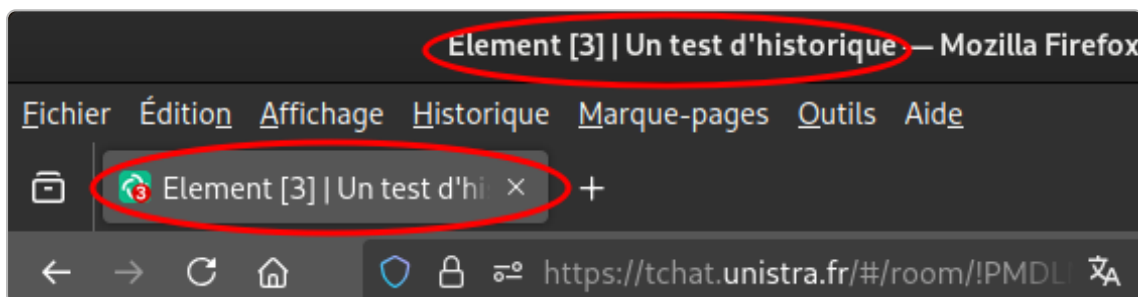 Element [3] | Un test d'historique — Mozilla Firefox
Fichier Édition Affichage Historique Marque-pages Outils Aide
3 Element [3] | Un test d'hi
https://tchat.unistra.fr/#/room/!PMDL